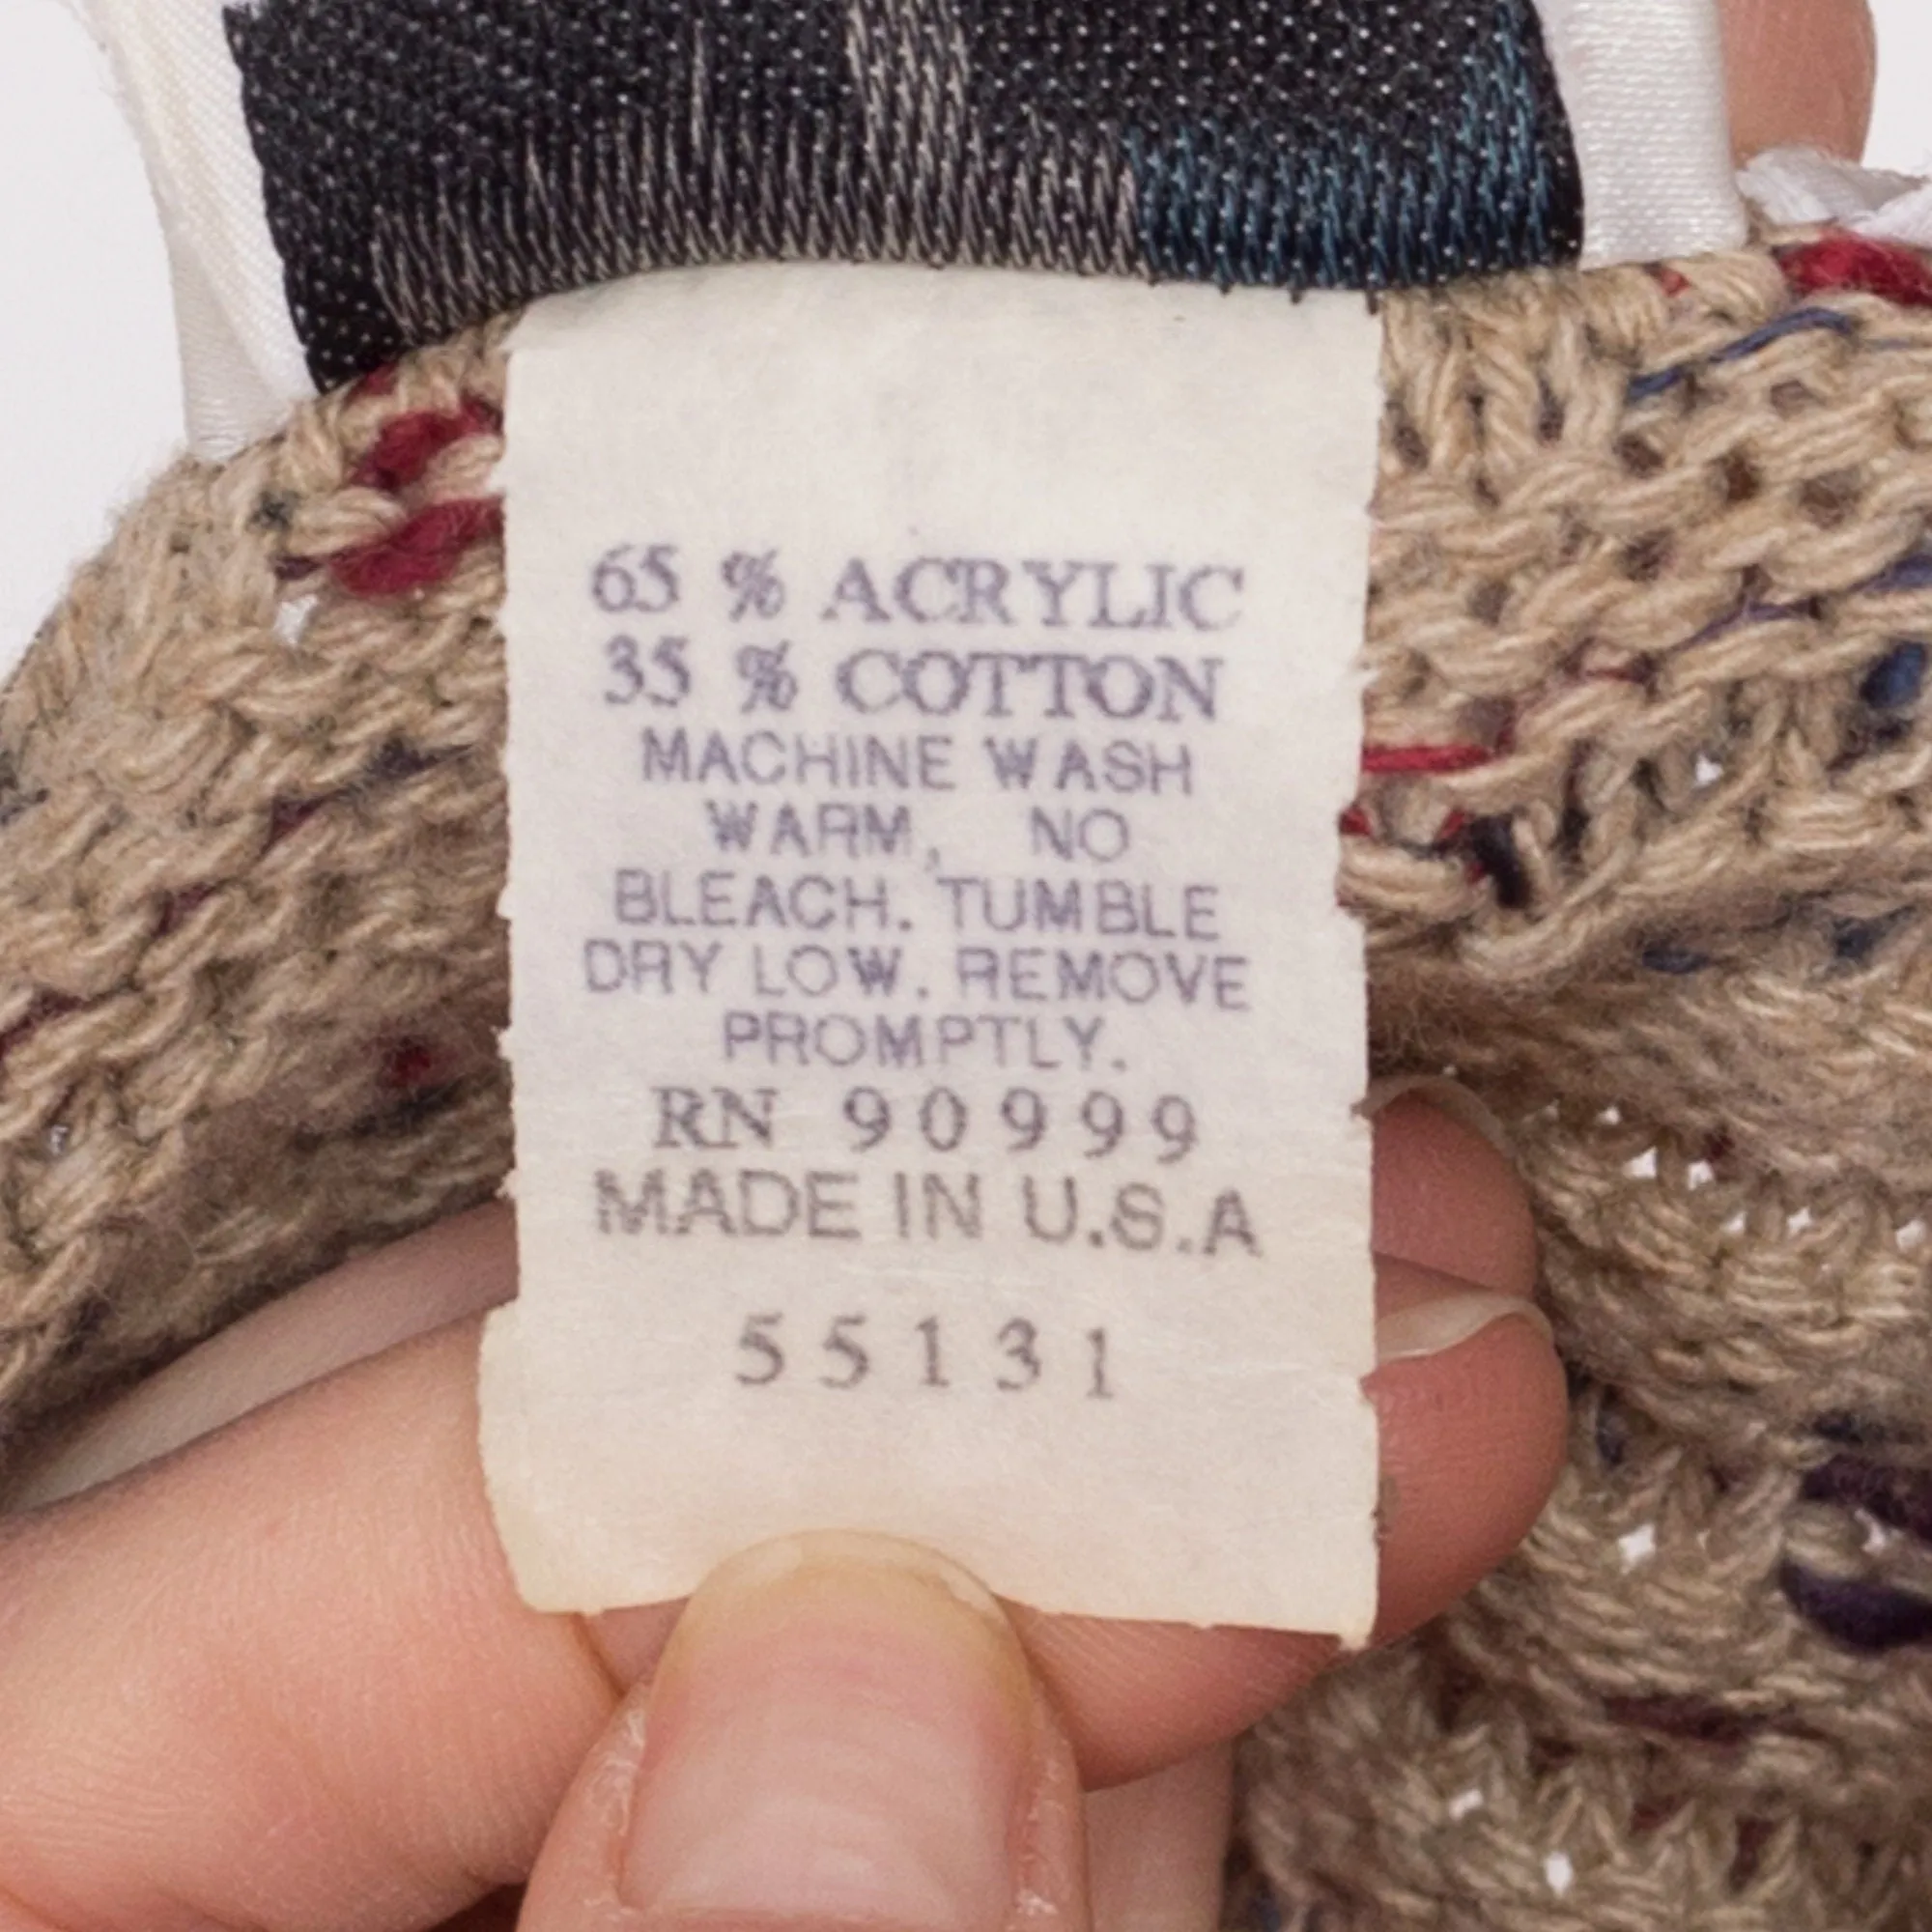 65 % ACRYLIC
35 % COTTON
MACHINE WASH
WARM, NO
BLEACH. TUMBLE
DRY LOW. REMOVE
PROMPTLY.
RN 90999
MADE IN U.S.A
55131